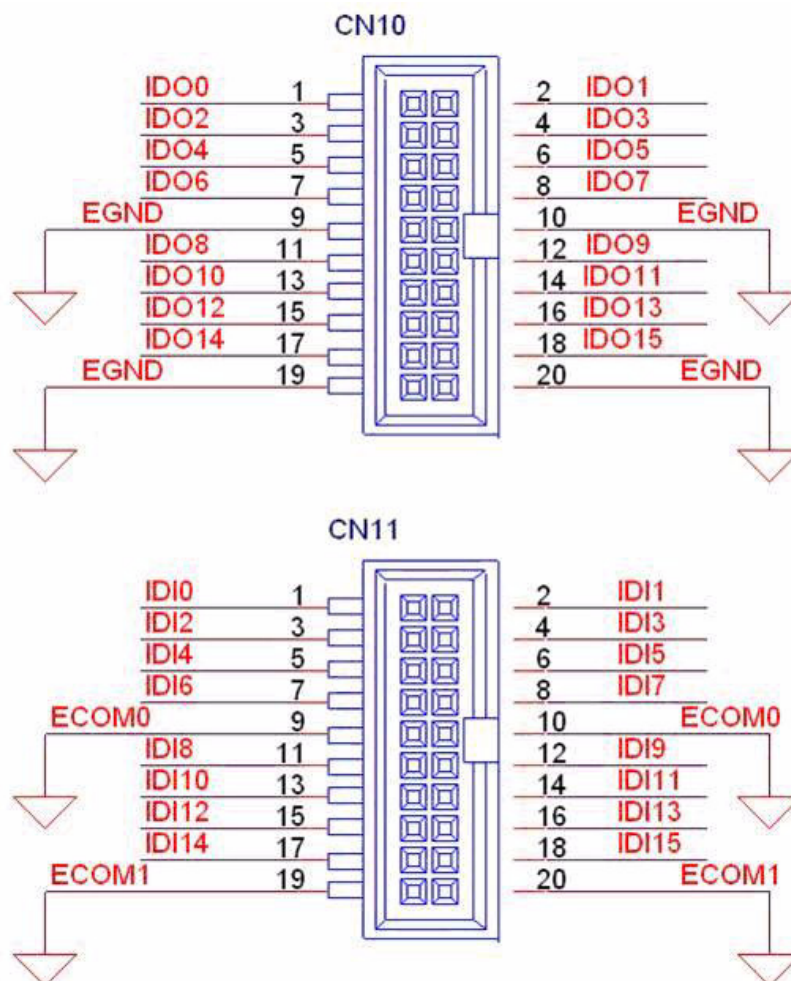 CN10
IDO0 1 2 IDO1
IDO2 3 4 IDO3
IDO4 5 6 IDO5
IDO6 7 8 IDO7
EGND 9 10 EGND
IDO8 11 12 IDO9
IDO10 13 14 IDO11
IDO12 15 16 IDO13
IDO14 17 18 IDO15
EGND 19 20 EGND
CN11
IDI0 1 2 IDI1
IDI2 3 4 IDI3
IDI4 5 6 IDI5
IDI6 7 8 IDI7
ECOM0 9 10 ECOM0
IDI8 11 12 IDI9
IDI10 13 14 IDI11
IDI12 15 16 IDI13
IDI14 17 18 IDI15
ECOM1 19 20 ECOM1